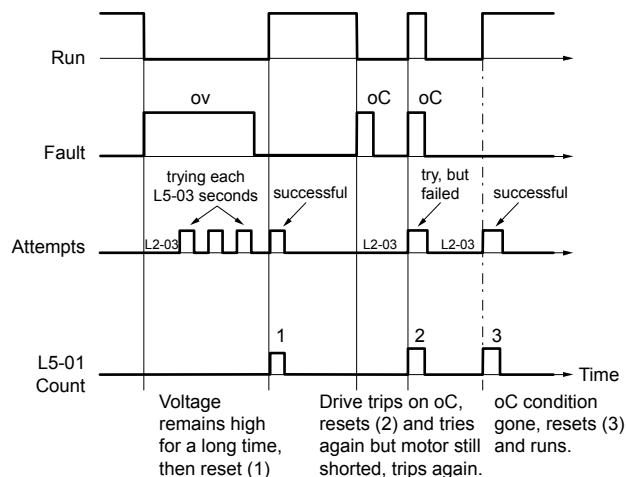 Run
ov
oC
oC
Fault
trying each
L5-03 seconds
successful
try, but
failed
successful
Attempts
L2-03
L2-03
L2-03
1
2
3
L5-01
Count
Time
Voltage
remains high
for a long time,
then reset (1)
Drive trips on oC,
resets (2) and tries
again but motor still
shorted, trips again.
oC condition
gone, resets (3)
and runs.